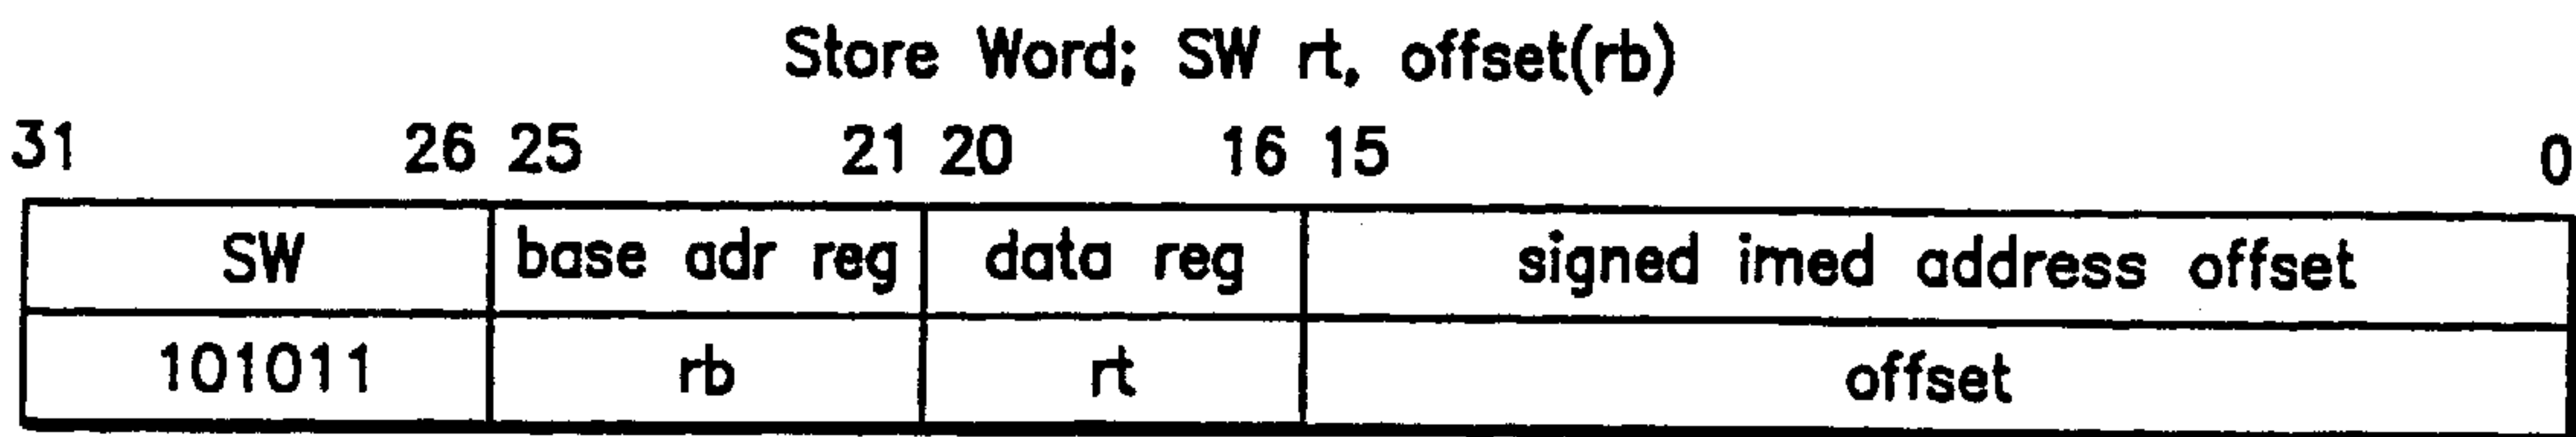 Store Word; SW rt, offset(rb)
31 26 25 21 20 16 15 0
SW base adr reg data reg signed imed address offset
101011 rb rt offset